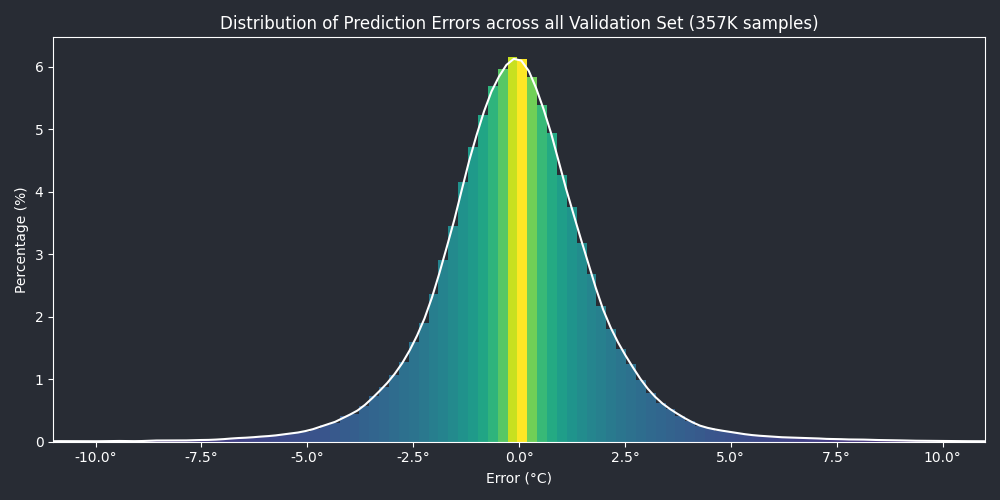 Distribution of Prediction Errors across all Validation Set (357K samples)
6
5
4
3
2
1
0
Percentage (%)
-10.0° -7.5° -5.0° -2.5° 0.0° 2.5° 5.0° 7.5° 10.0°
Error (°C)